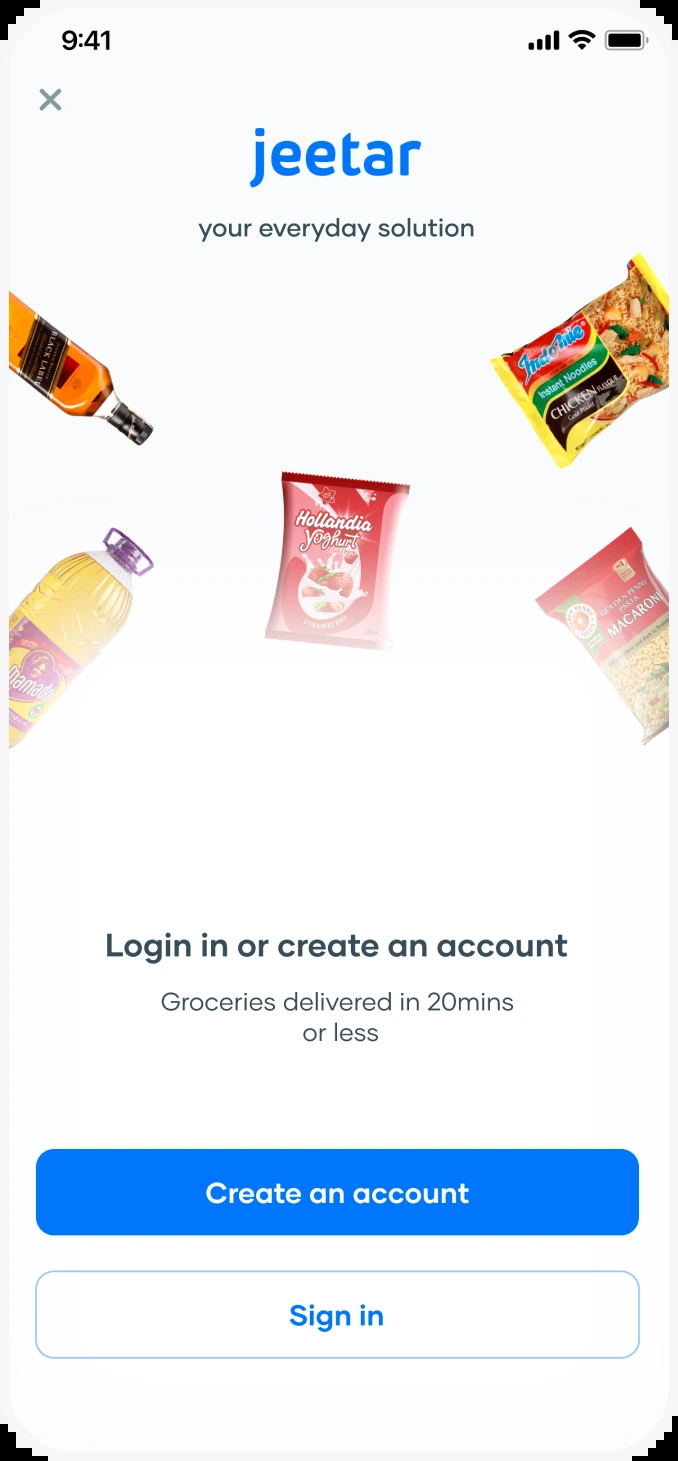 9:41
jeetar
your everyday solution
BLACK LABEL
Indomie
Instant Noodles
CHICKEN FLAVOUR
Hollandia
Yoghurt
STRAWBERRY
GOLDEN PENNY
PASTA
MACARONI
mamador
Login in or create an account
Groceries delivered in 20mins
or less
Create an account
Sign in